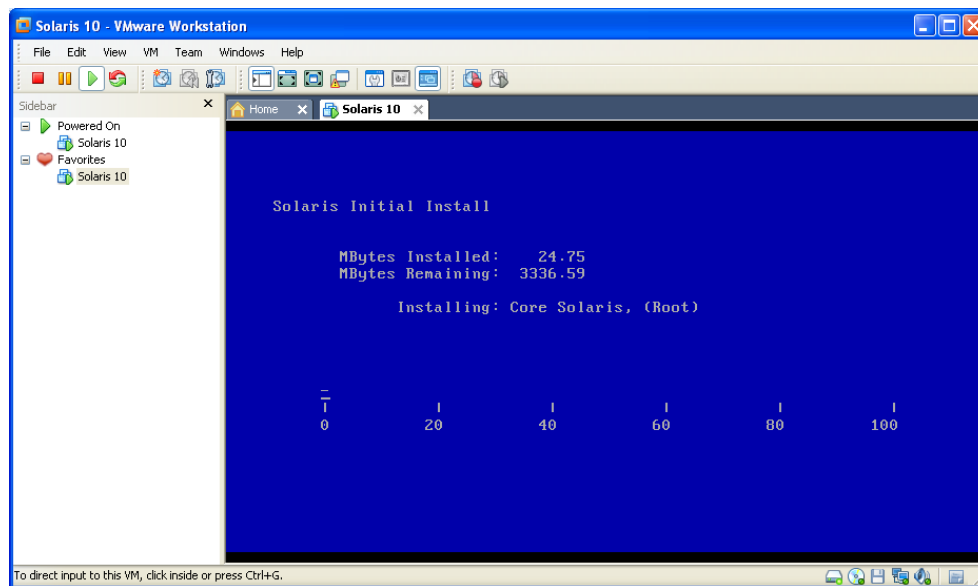 Solaris 10 - VMware Workstation
File Edit View VM Team Windows Help
Sidebar
Powered On
Solaris 10
Favorites
Solaris 10
Home
Solaris 10
Solaris Initial Install
MBytes Installed: 24.75
MBytes Remaining: 3336.59
Installing: Core Solaris, (Root)
0 20 40 60 80 100
To direct input to this VM, click inside or press Ctrl+G.